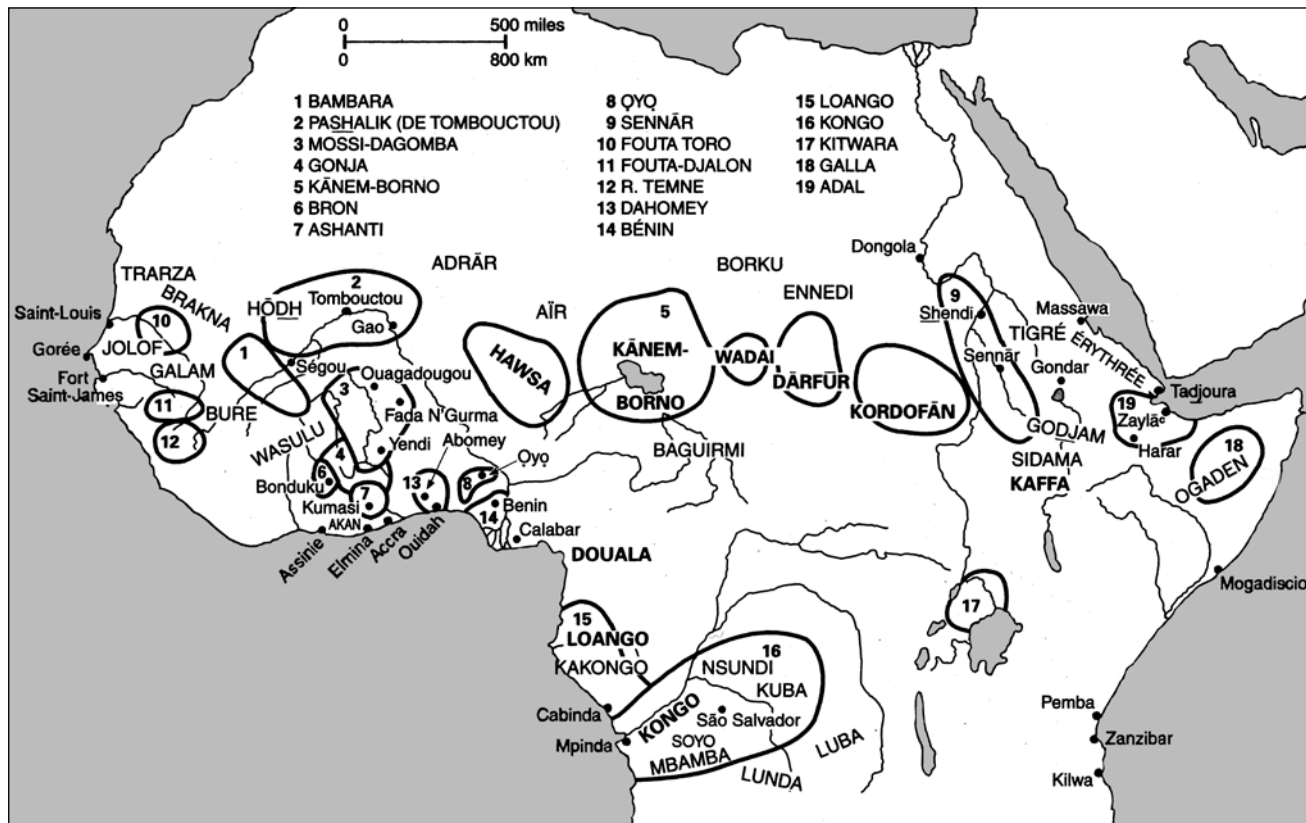 0 500 miles
0 800 km
1 BAMBARA
2 PASHALIK (DE TOMBOUCTOU)
3 MOSSI-DAGOMBA
4 GONJA
5 KĀNEM-BORNO
6 BRON
7 ASHANTI
8 ỌYỌ
9 SENNĀR
10 FOUTA TORO
11 FOUTA-DJALON
12 R. TEMNE
13 DAHOMEY
14 BÉNIN
15 LOANGO
16 KONGO
17 KITWARA
18 GALLA
19 ADAL
TRARZA
BRAKNA
Saint-Louis
10
JOLOF
Gorée
GALAM
Fort
Saint-James
11
12
BURE
1
HŌDH
2
Tombouctou
Gao
Ségou
ADRĀR
AÏR
HAWSA
3
Ouagadougou
Fada N'Gurma
Yendi
WASULU
4
6
Bonduku
7
Kumasi
AKAN
Assinie
Elmina
Accra
Ouidah
13
Abomey
Ọyọ
8
14
Benin
Calabar
DOUALA
5
KĀNEM-
BORNO
BAGUIRMI
BORKU
ENNEDI
WADAI
DĀRFŪR
KORDOFĀN
Dongola
9
Shendi
Sennār
TIGRÉ
Massawa
ÉRYTHRÉE
Gondar
GODJAM
Tadjoura
19
Zaylāᶜ
Harar
SIDAMA
KAFFA
18
OGADEN
Mogadiscio
17
15
LOANGO
KAKONGO
Cabinda
Mpinda
16
NSUNDI
KUBA
KONGO
São Salvador
SOYO
MBAMBA
LUNDA
LUBA
Pemba
Zanzibar
Kilwa